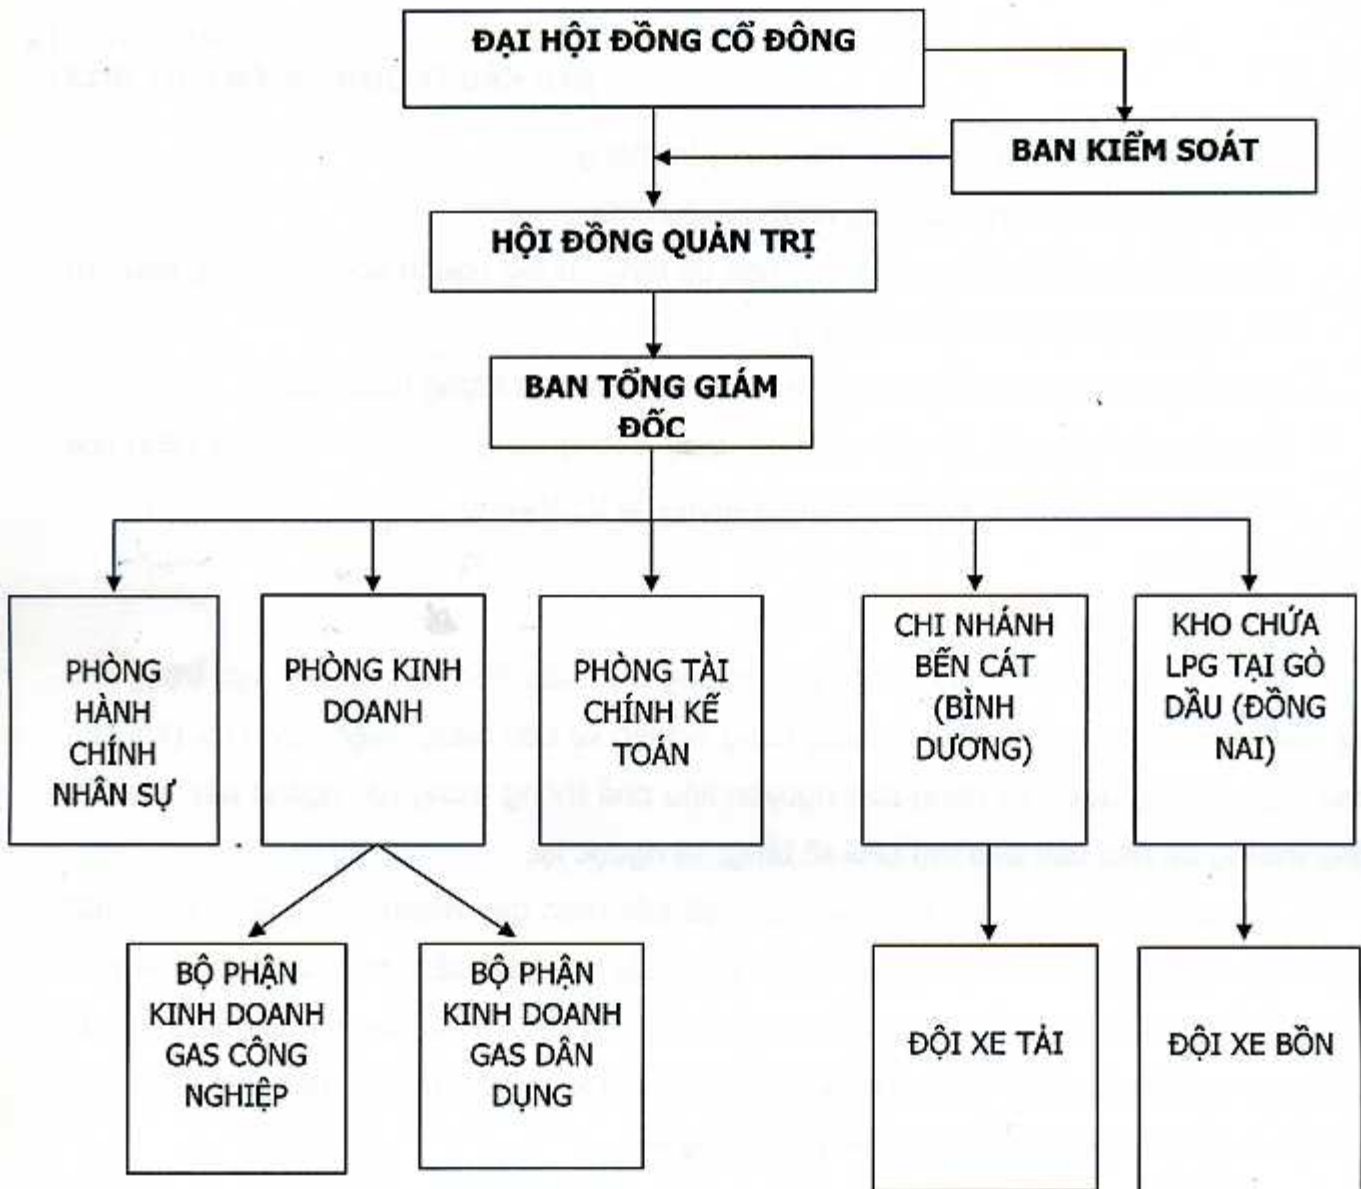 ĐẠI HỘI ĐỒNG CỔ ĐÔNG
BAN KIỂM SOÁT
HỘI ĐỒNG QUẢN TRỊ
BAN TỔNG GIÁM
ĐỐC
PHÒNG
HÀNH
CHÍNH
NHÂN SỰ
PHÒNG KINH
DOANH
PHÒNG TÀI
CHÍNH KẾ
TOÁN
CHI NHÁNH
BẾN CÁT
(BÌNH
DƯƠNG)
KHO CHỨA
LPG TẠI GÒ
DẦU (ĐỒNG
NAI)
BỘ PHẬN
KINH DOANH
GAS CÔNG
NGHIỆP
BỘ PHẬN
KINH DOANH
GAS DÂN
DỤNG
ĐỘI XE TẢI
ĐỘI XE BỒN